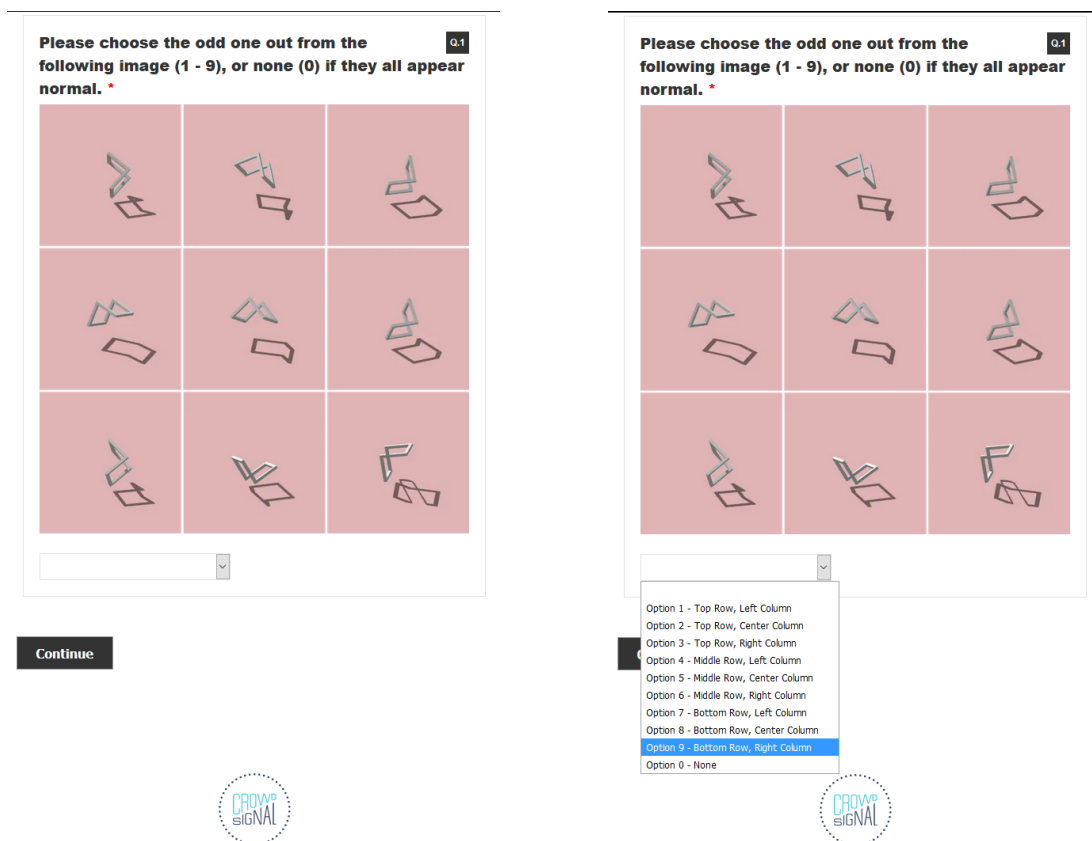 Please choose the odd one out from the
following image (1 - 9), or none (0) if they all appear
normal. *
Q.1
Continue
CROWD
SIGNAL
Please choose the odd one out from the
following image (1 - 9), or none (0) if they all appear
normal. *
Q.1
Option 1 - Top Row, Left Column
Option 2 - Top Row, Center Column
Option 3 - Top Row, Right Column
Option 4 - Middle Row, Left Column
Option 5 - Middle Row, Center Column
Option 6 - Middle Row, Right Column
Option 7 - Bottom Row, Left Column
Option 8 - Bottom Row, Center Column
Option 9 - Bottom Row, Right Column
Option 0 - None
CROWD
SIGNAL